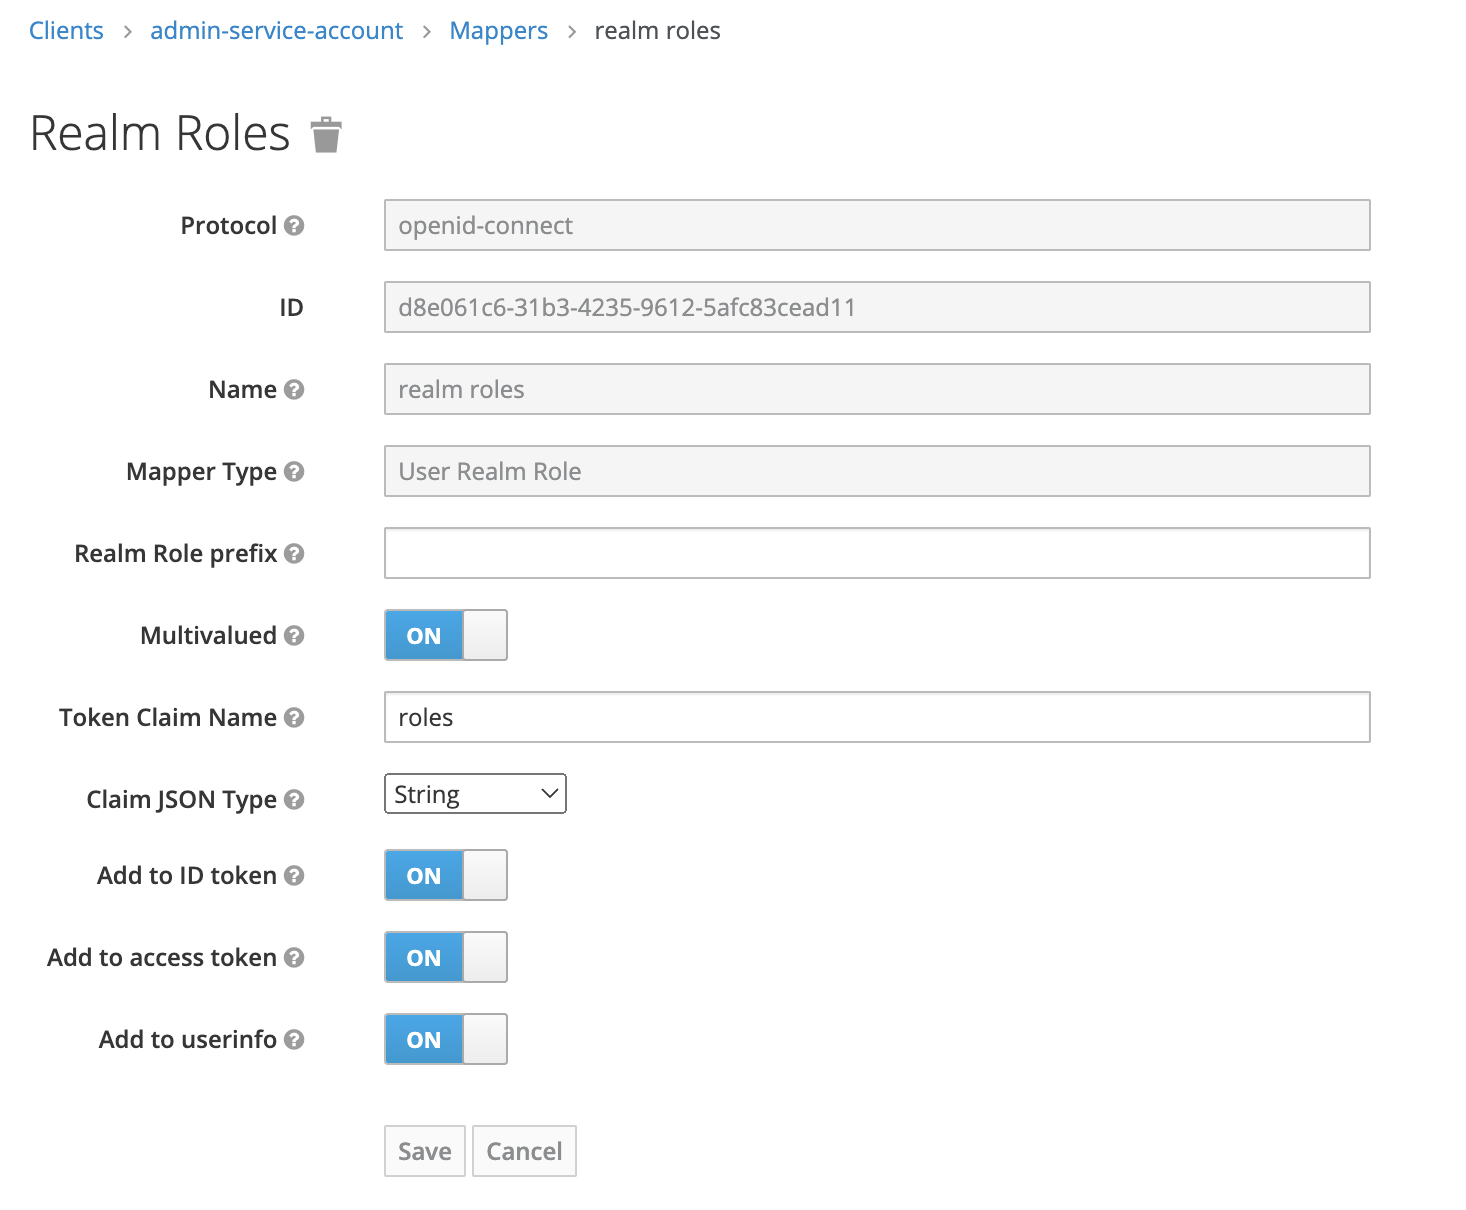 Clients > admin-service-account > Mappers > realm roles
Realm Roles
Protocol openid-connect
ID d8e061c6-31b3-4235-9612-5afc83cead11
Name realm roles
Mapper Type User Realm Role
Realm Role prefix
Multivalued ON
Token Claim Name roles
Claim JSON Type String
Add to ID token ON
Add to access token ON
Add to userinfo ON
Save Cancel